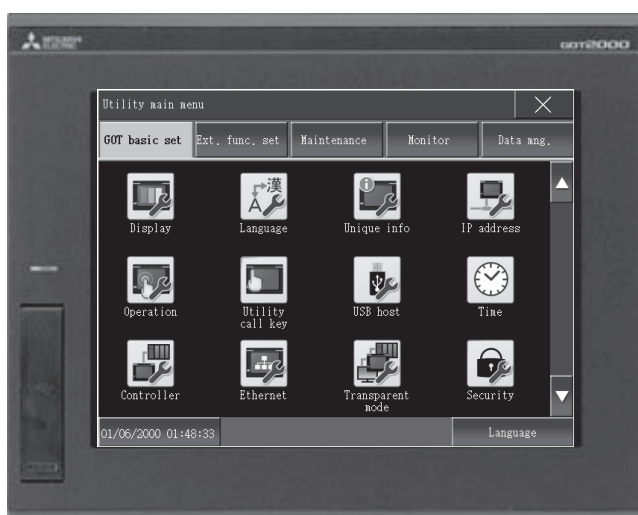 MITSUBISHI
ELECTRIC
GOT2000
Utility main menu
GOT basic set Ext. func. set Maintenance Monitor Data mng.
Display Language Unique info IP address
Operation Utility call key USB host Time
Controller Ethernet Transparent mode Security
01/06/2000 01:48:33 Language